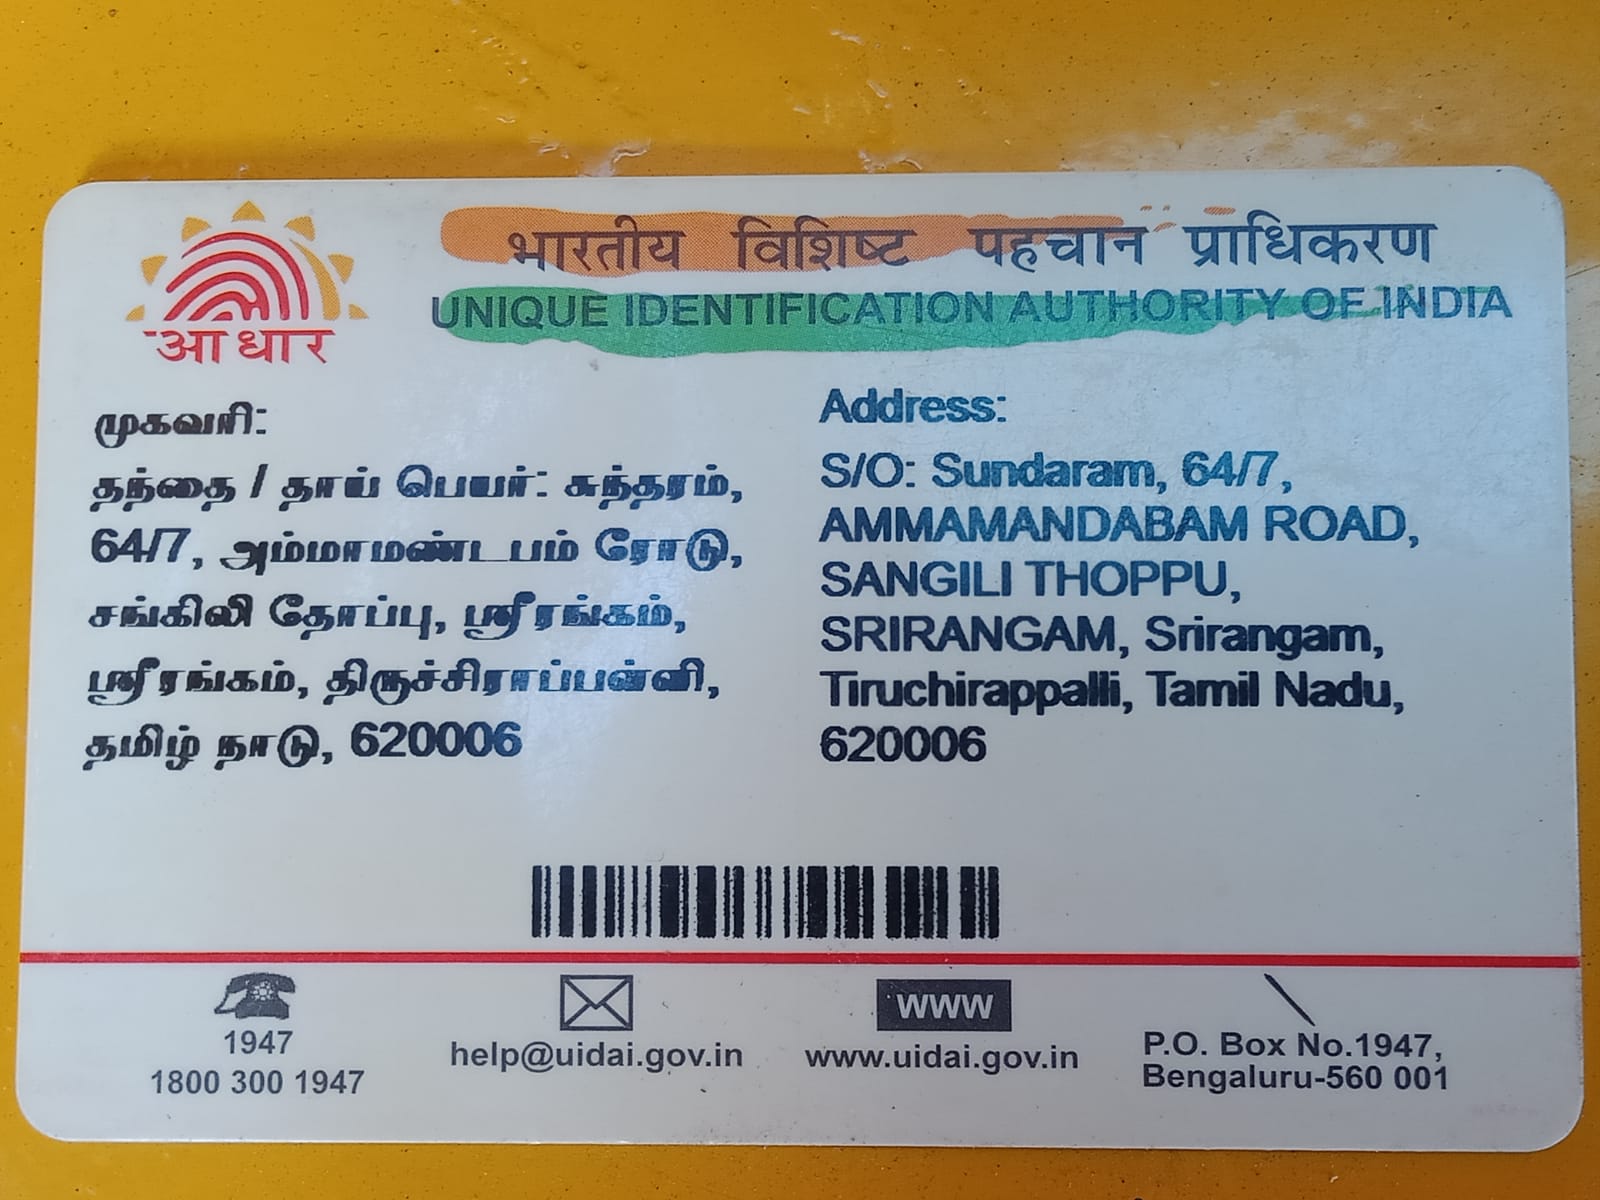 आधार
भारतीय विशिष्ट पहचान प्राधिकरण
UNIQUE IDENTIFICATION AUTHORITY OF INDIA
முகவரி:
தந்தை / தாய் பெயர்: சுந்தரம்,
64/7, அம்மாமண்டபம் ரோடு,
சங்கிலி தோப்பு, ஸ்ரீரங்கம்,
ஸ்ரீரங்கம், திருச்சிராப்பள்ளி,
தமிழ் நாடு, 620006
Address:
S/O: Sundaram, 64/7,
AMMAMANDABAM ROAD,
SANGILI THOPPU,
SRIRANGAM, Srirangam,
Tiruchirappalli, Tamil Nadu,
620006
1947
1800 300 1947
help@uidai.gov.in
www
www.uidai.gov.in
P.O. Box No.1947,
Bengaluru-560 001